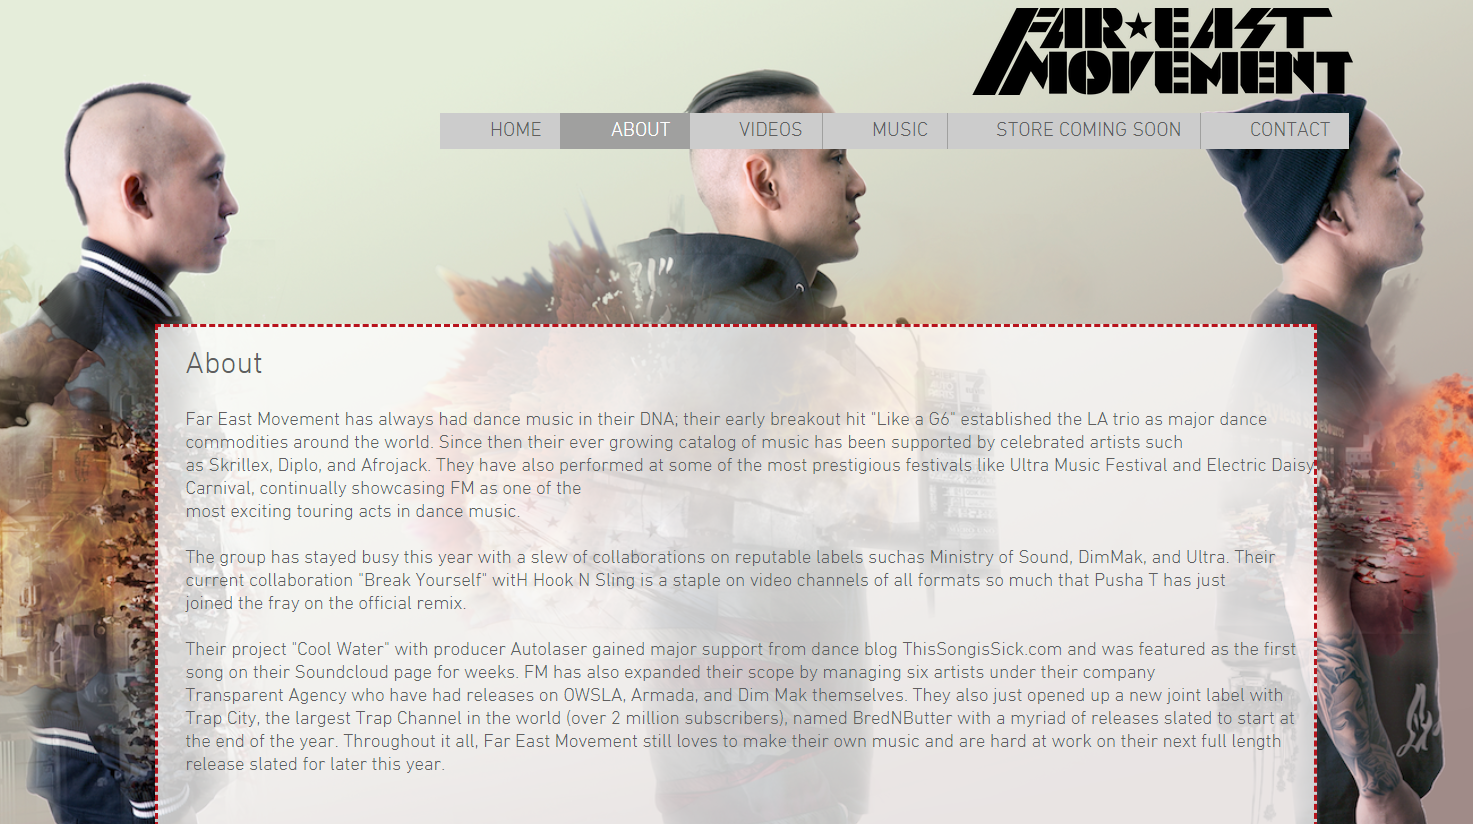 FAR★EAST
MOVEMENT
HOME ABOUT VIDEOS MUSIC STORE COMING SOON CONTACT
About
Far East Movement has always had dance music in their DNA; their early breakout hit "Like a G6" established the LA trio as major dance
commodities around the world. Since then their ever growing catalog of music has been supported by celebrated artists such
as Skrillex, Diplo, and Afrojack. They have also performed at some of the most prestigious festivals like Ultra Music Festival and Electric Daisy
Carnival, continually showcasing FM as one of the
most exciting touring acts in dance music.
The group has stayed busy this year with a slew of collaborations on reputable labels suchas Ministry of Sound, DimMak, and Ultra. Their
current collaboration "Break Yourself" witH Hook N Sling is a staple on video channels of all formats so much that Pusha T has just
joined the fray on the official remix.
Their project "Cool Water" with producer Autolaser gained major support from dance blog ThisSongisSick.com and was featured as the first
song on their Soundcloud page for weeks. FM has also expanded their scope by managing six artists under their company
Transparent Agency who have had releases on OWSLA, Armada, and Dim Mak themselves. They also just opened up a new joint label with
Trap City, the largest Trap Channel in the world (over 2 million subscribers), named BredNButter with a myriad of releases slated to start at
the end of the year. Throughout it all, Far East Movement still loves to make their own music and are hard at work on their next full length
release slated for later this year.